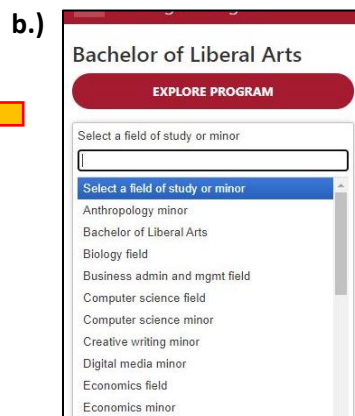 b.)
Bachelor of Liberal Arts
EXPLORE PROGRAM
Select a field of study or minor
Select a field of study or minor
Anthropology minor
Bachelor of Liberal Arts
Biology field
Business admin and mgmt field
Computer science field
Computer science minor
Creative writing minor
Digital media minor
Economics field
Economics minor